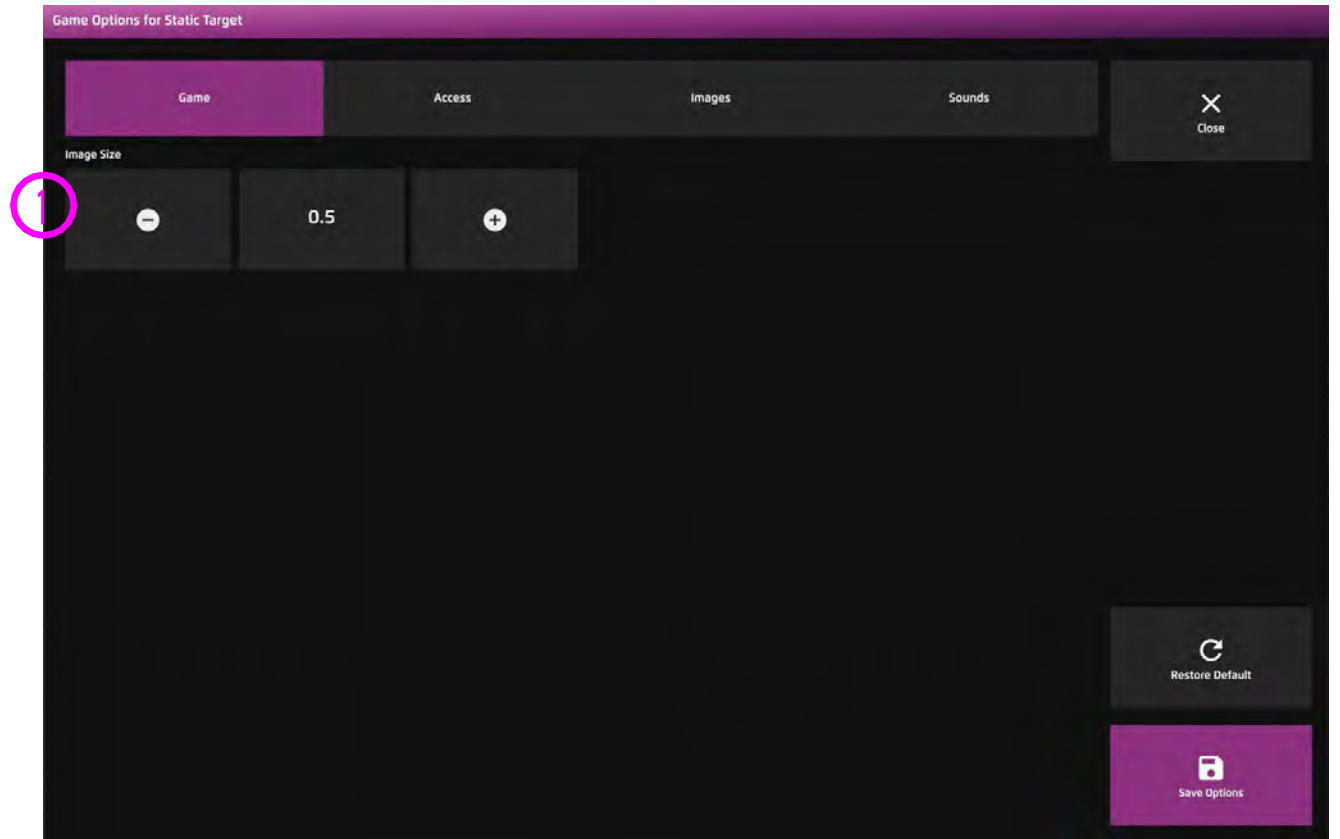 Game Options for Static Target
Game Access Images Sounds
Close
Image Size
1
0.5
Restore Default
Save Options